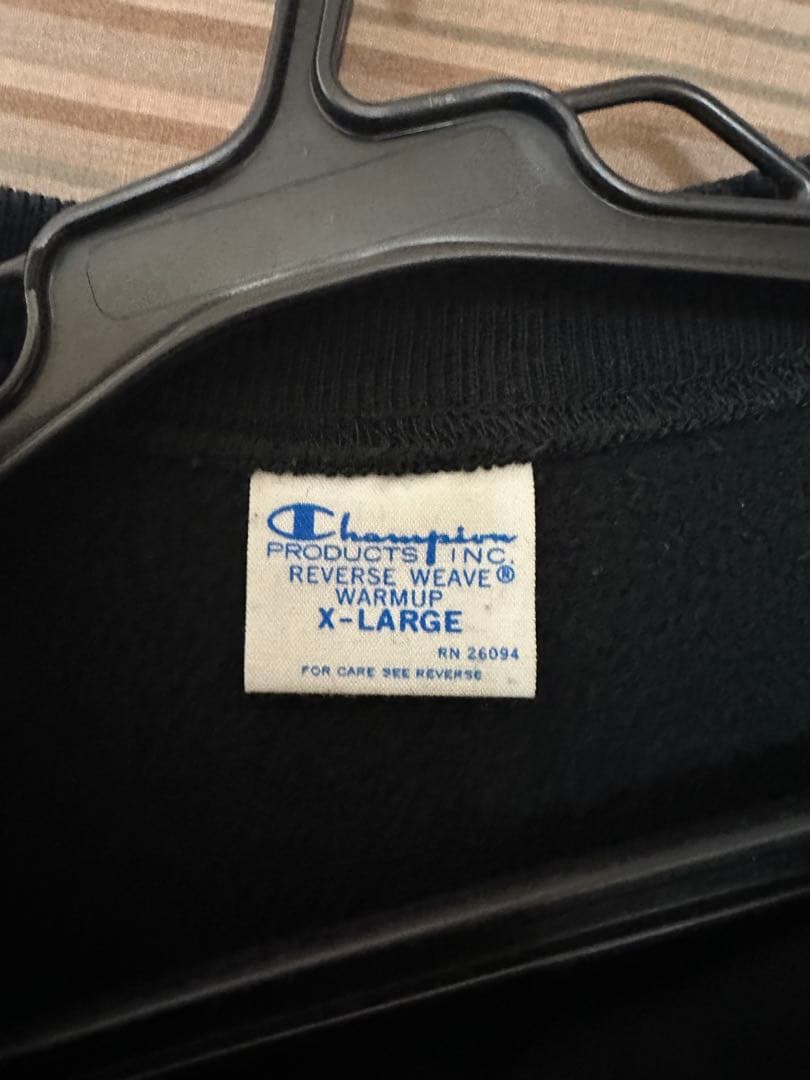 Champion
PRODUCTS INC.
REVERSE WEAVE®
WARMUP
X-LARGE
RN 26094
FOR CARE SEE REVERSE